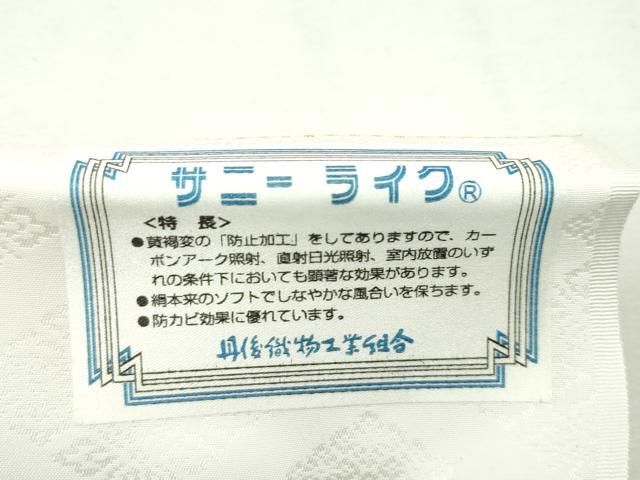 サニーライク®
<特 長>
●黄褐変の「防止加工」をしてありますので、カー
ボンアーク照射、直射日光照射、室内放置のいず
れの条件下においても顕著な効果があります。
●絹本来のソフトでしなやかな風合いを保ちます。
●防カビ効果に優れています。
丹後織物工業組合